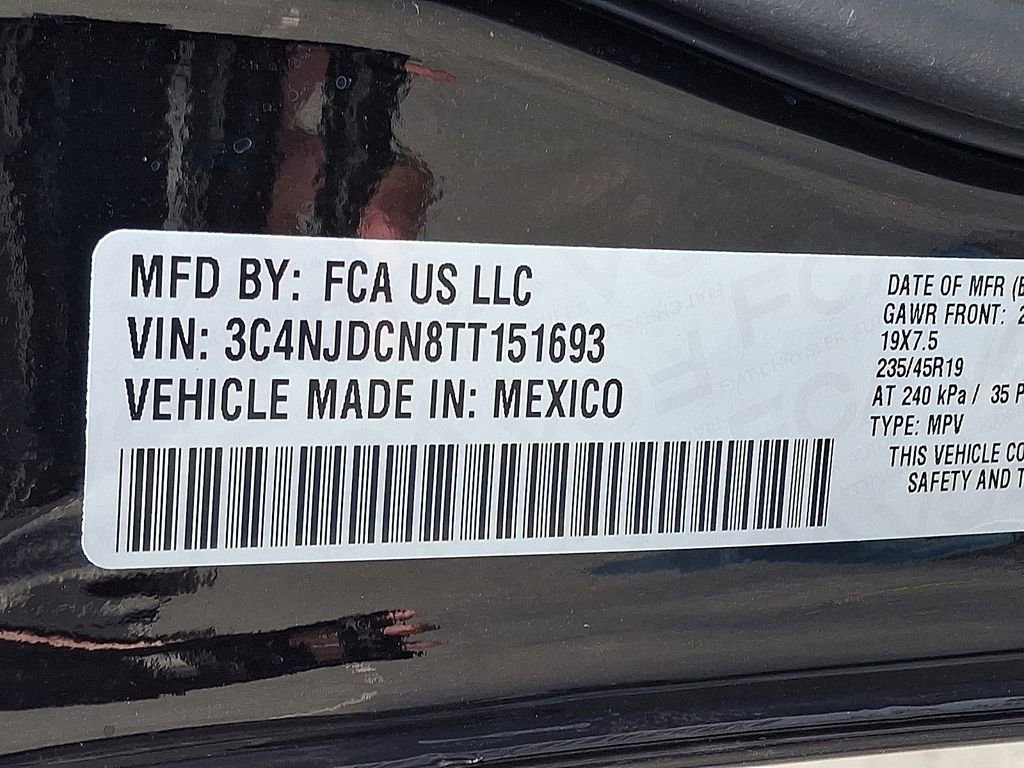 MFD BY: FCA US LLC
VIN: 3C4NJDCN8TT151693
VEHICLE MADE IN: MEXICO
DATE OF MFR
GAWR FRONT:
19X7.5
235/45R19
AT 240 kPa / 35
TYPE: MPV
THIS VEHICLE
SAFETY AND